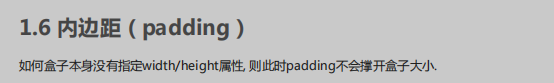 1.6 内边距（padding）
如何盒子本身没有指定width/height属性, 则此时padding不会撑开盒子大小.